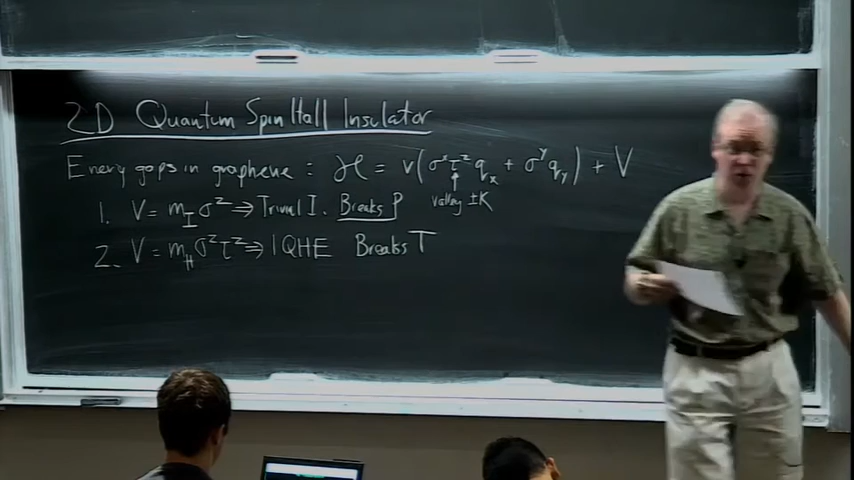 2D Quantum Spin Hall Insulator
Energy gaps in graphene : H = v(σˣτᶻqₓ + σʸq_y) + V
valley ±K
1. V = m_I σᶻ ⇒ Trivial I. Breaks P
2. V = m_H σᶻτᶻ ⇒ IQHE Breaks T